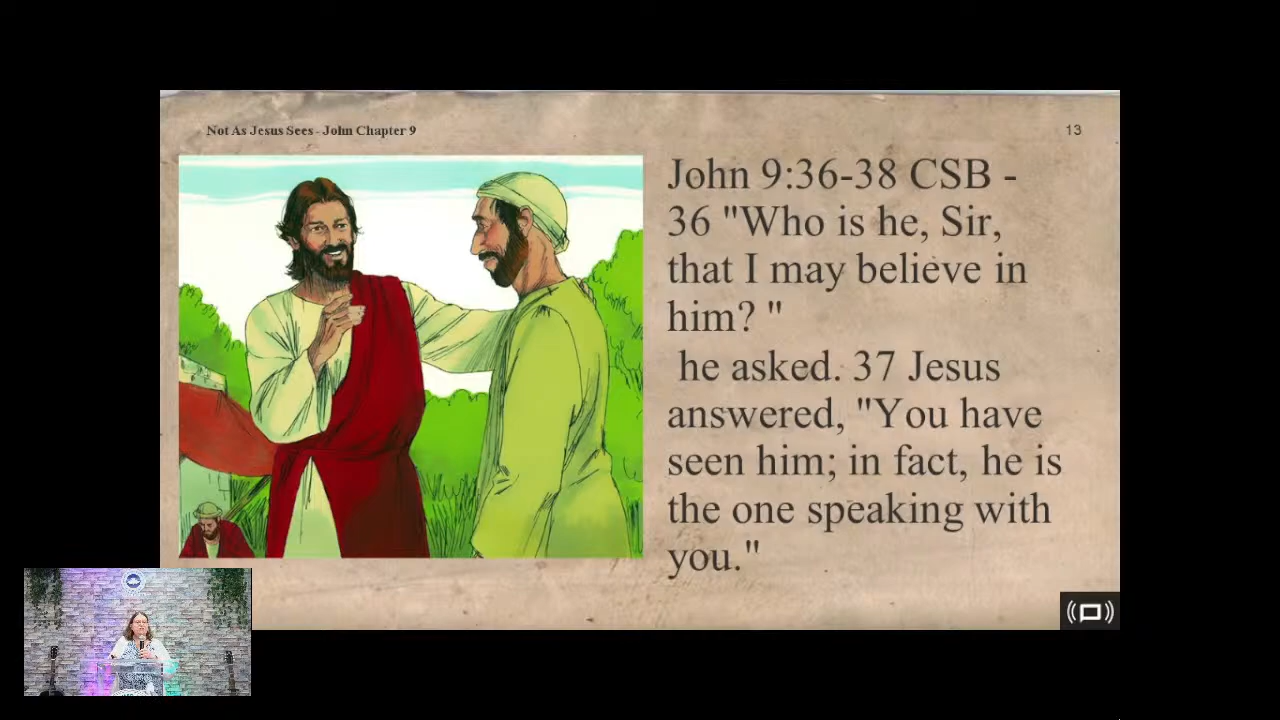 Not As Jesus Sees - John Chapter 9
13
John 9:36-38 CSB -
36 "Who is he, Sir,
that I may believe in
him? "
he asked. 37 Jesus
answered, "You have
seen him; in fact, he is
the one speaking with
you."